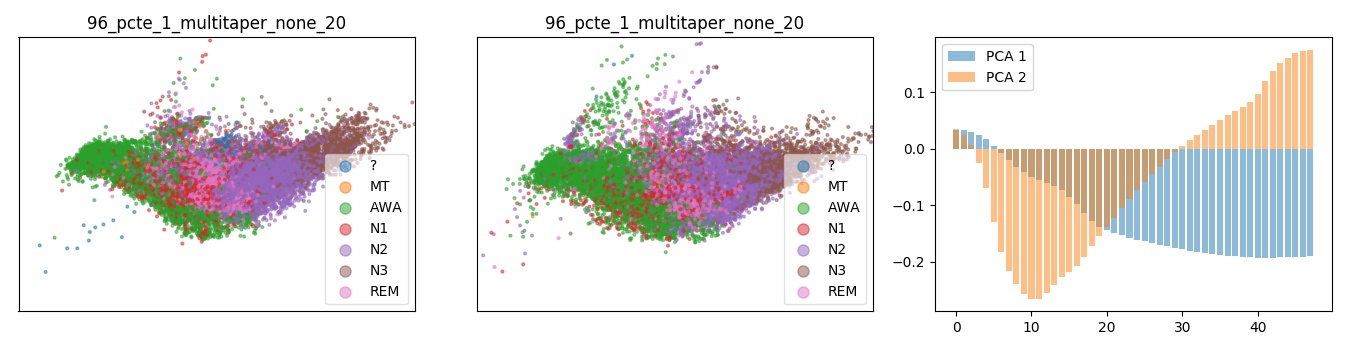 96_pcte_1_multitaper_none_20
?
MT
AWA
N1
N2
N3
REM
96_pcte_1_multitaper_none_20
?
MT
AWA
N1
N2
N3
REM
PCA 1
PCA 2
0.1
0.0
−0.1
−0.2
0
10
20
30
40